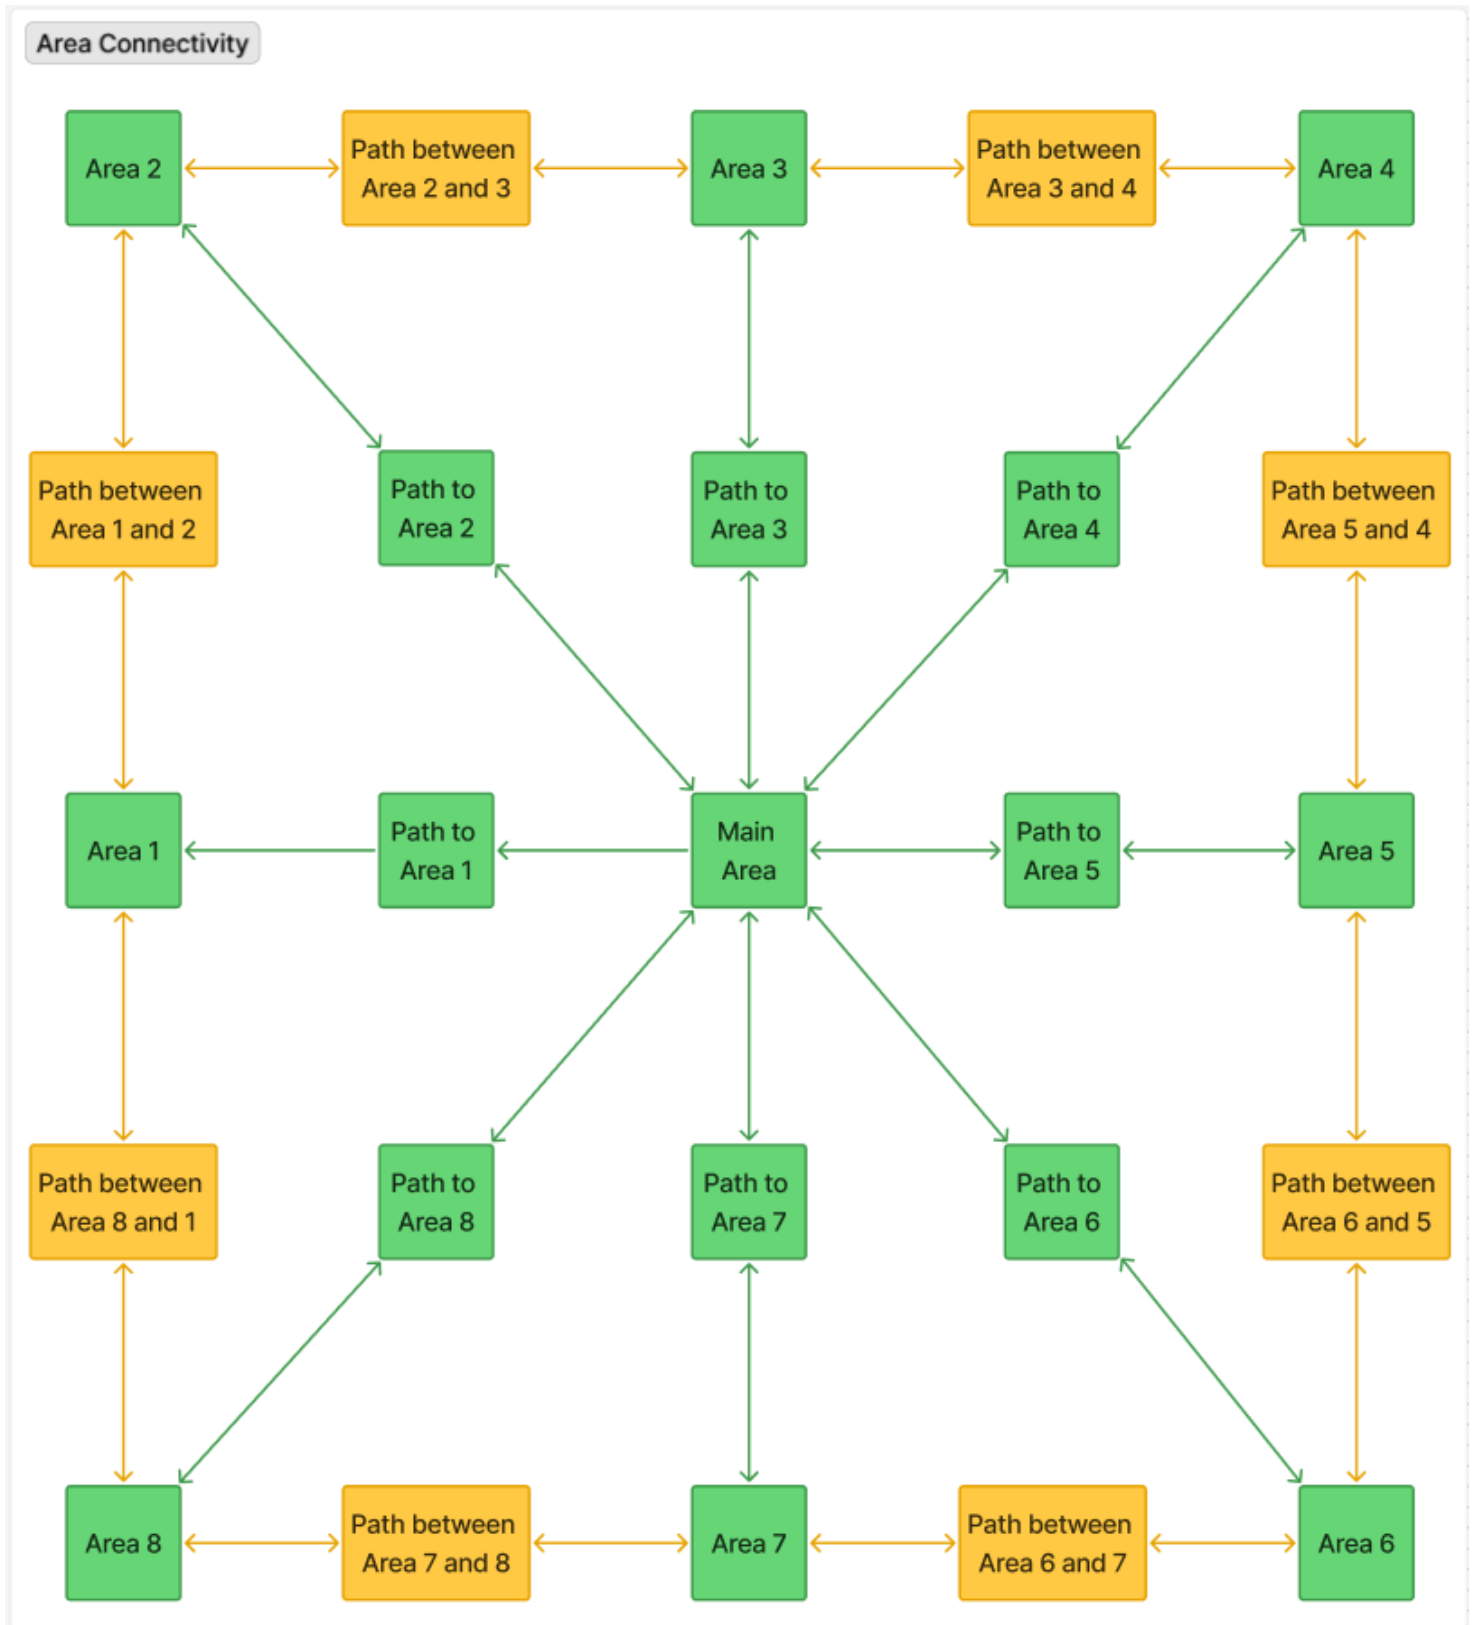 Area Connectivity
Area 2
Path between
Area 2 and 3
Area 3
Path between
Area 3 and 4
Area 4
Path between
Area 1 and 2
Path to
Area 2
Path to
Area 3
Path to
Area 4
Path between
Area 5 and 4
Area 1
Path to
Area 1
Main
Area
Path to
Area 5
Area 5
Path between
Area 8 and 1
Path to
Area 8
Path to
Area 7
Path to
Area 6
Path between
Area 6 and 5
Area 8
Path between
Area 7 and 8
Area 7
Path between
Area 6 and 7
Area 6